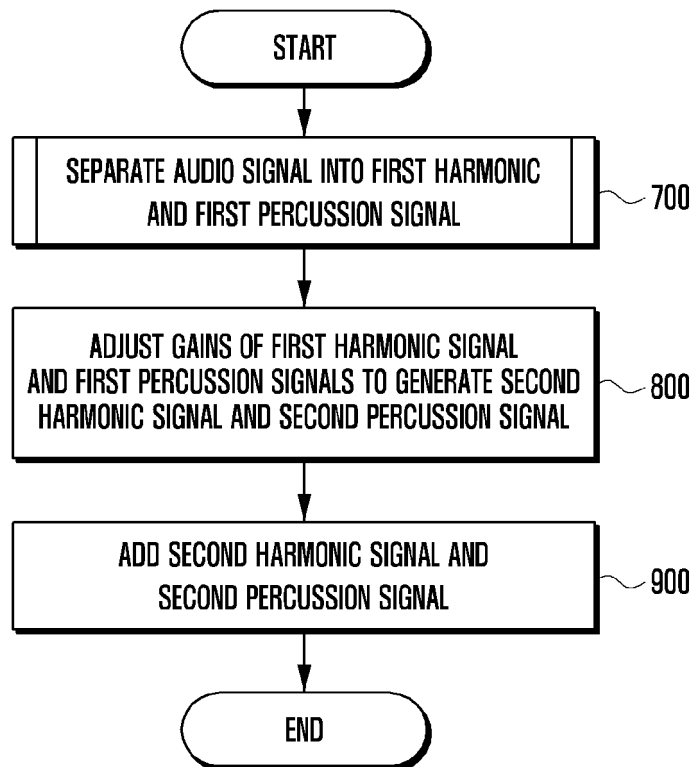 START
SEPARATE AUDIO SIGNAL INTO FIRST HARMONIC
AND FIRST PERCUSSION SIGNAL
700
ADJUST GAINS OF FIRST HARMONIC SIGNAL
AND FIRST PERCUSSION SIGNALS TO GENERATE SECOND
HARMONIC SIGNAL AND SECOND PERCUSSION SIGNAL
800
ADD SECOND HARMONIC SIGNAL AND
SECOND PERCUSSION SIGNAL
900
END